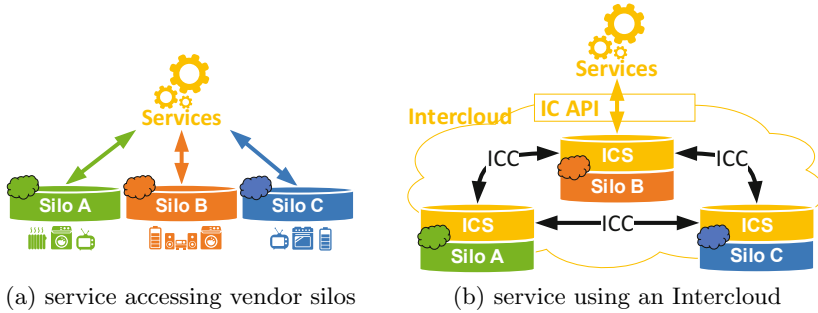 Services
Silo A
Silo B
Silo C
(a) service accessing vendor silos
Services
Intercloud
IC API
ICC
ICS
ICC
Silo B
ICS
ICC
ICS
Silo A
Silo C
(b) service using an Intercloud